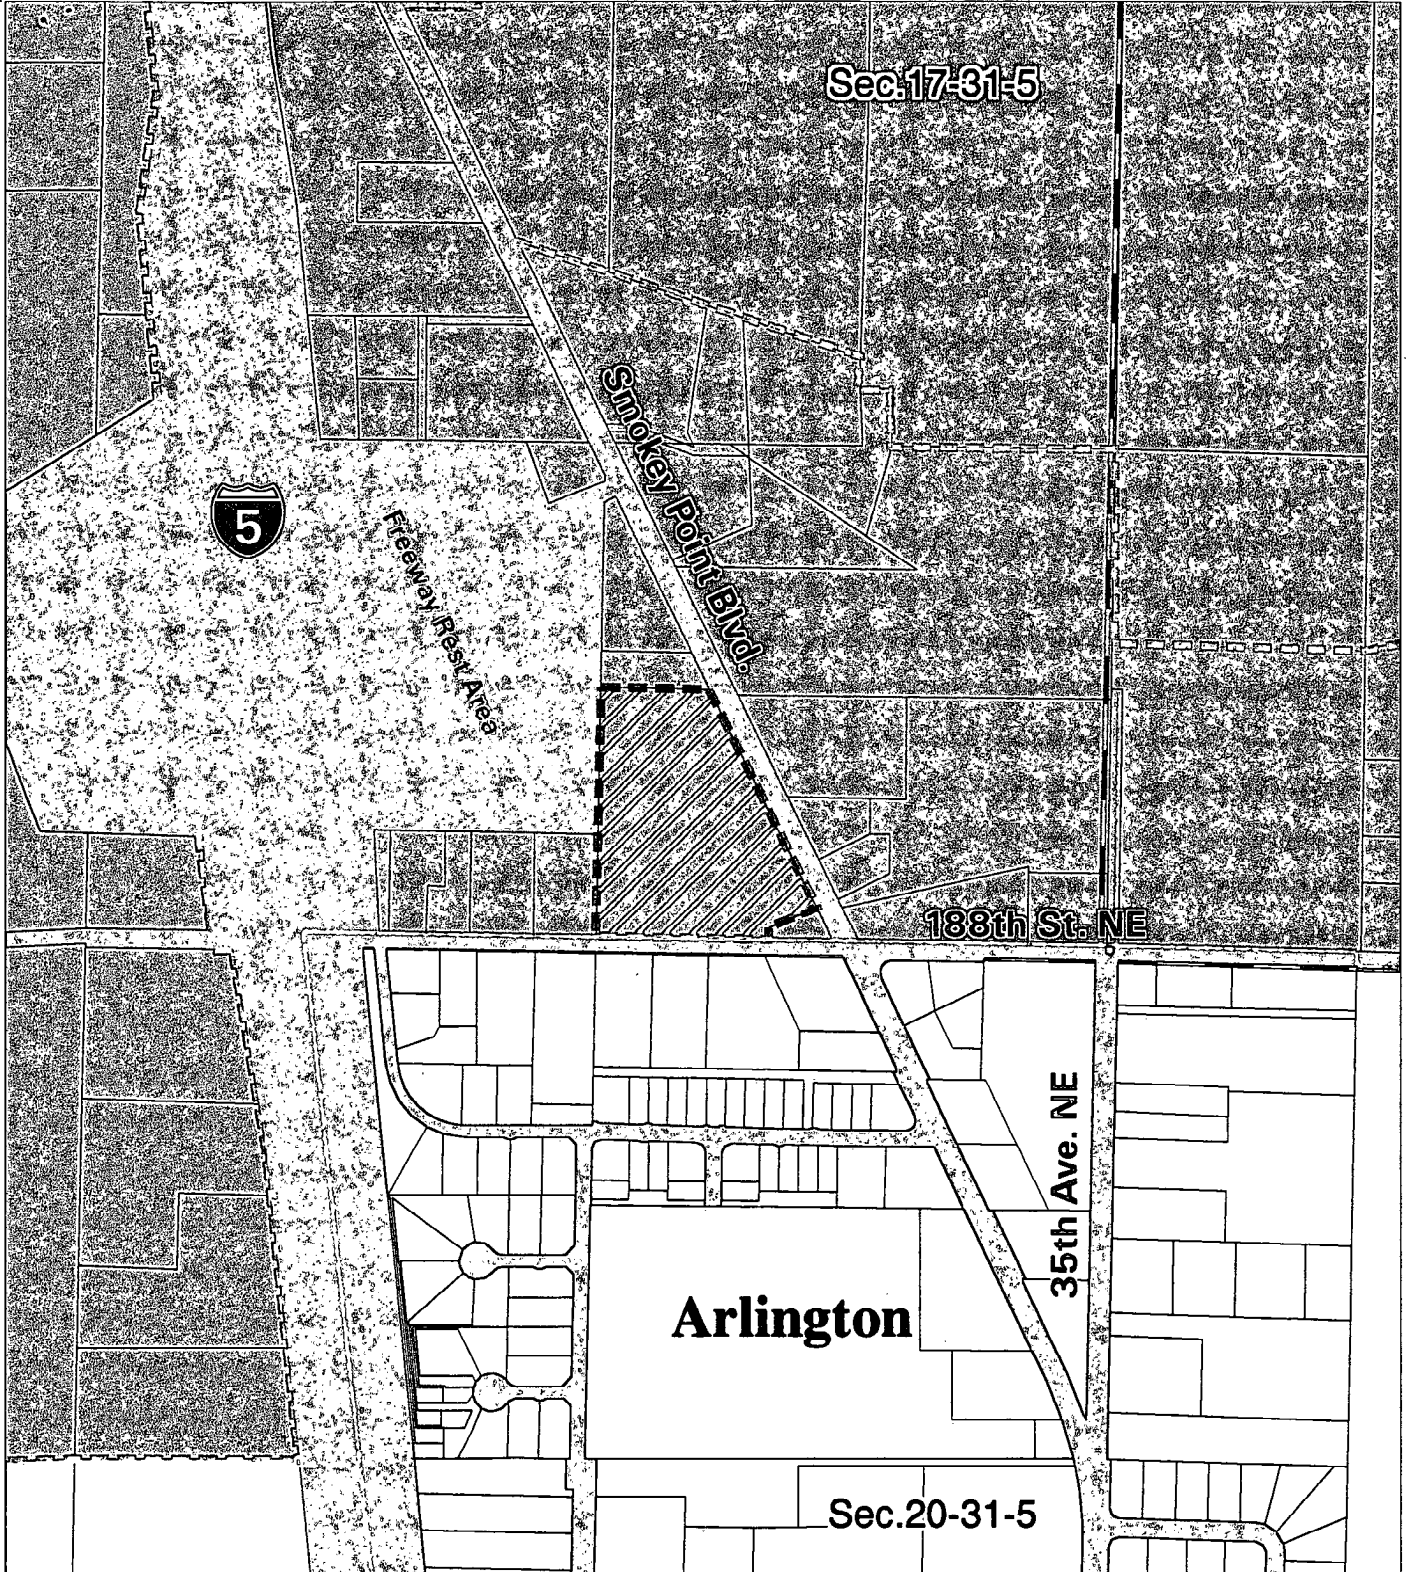 Sec.17-31-5
Smokey Point Blvd.
5
Freeway Rest Area
188th St. NE
35th Ave. NE
Arlington
Sec.20-31-5